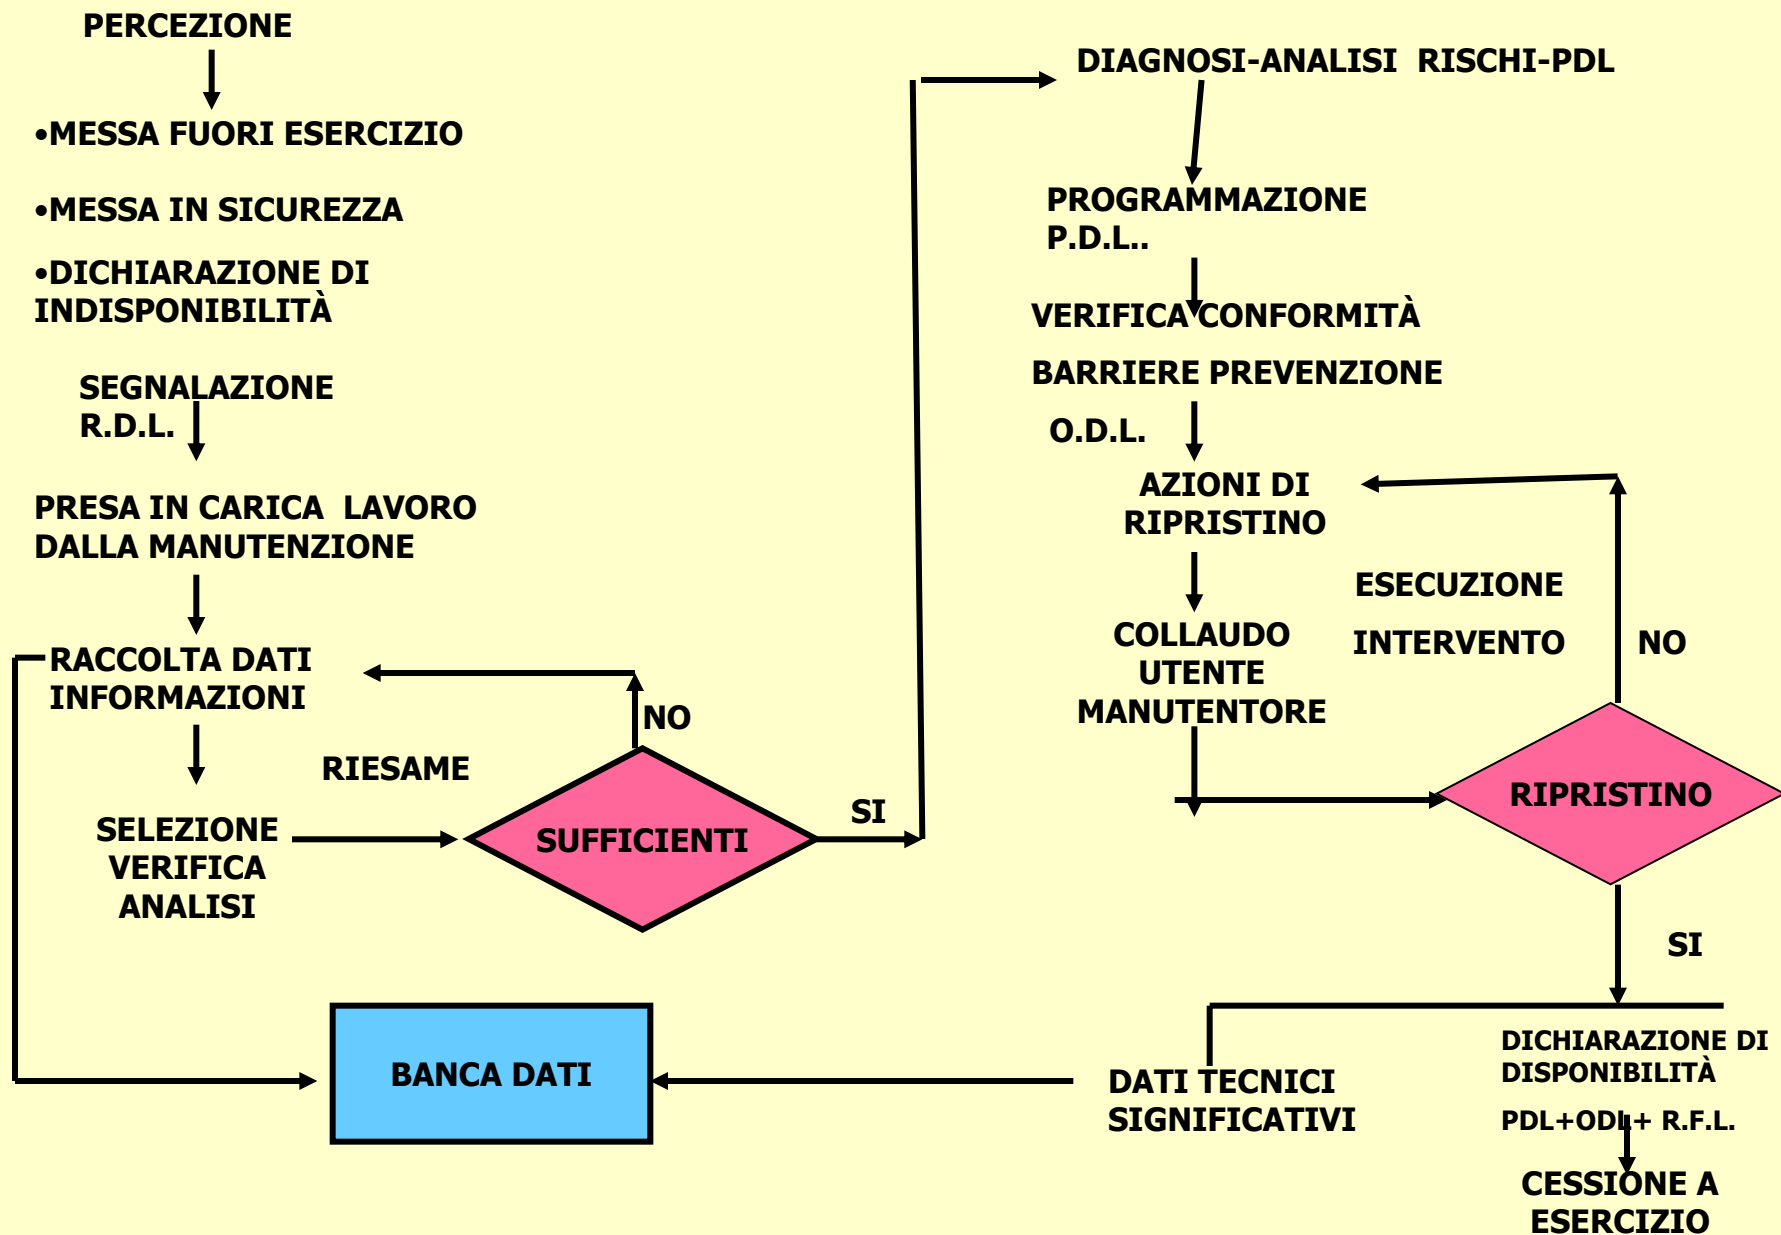 PERCEZIONE
•MESSA FUORI ESERCIZIO
•MESSA IN SICUREZZA
•DICHIARAZIONE DI
INDISPONIBILITÀ
SEGNALAZIONE
R.D.L.
PRESA IN CARICA LAVORO
DALLA MANUTENZIONE
RACCOLTA DATI
INFORMAZIONI
NO
RIESAME
SELEZIONE
VERIFICA
ANALISI
SUFFICIENTI
SI
BANCA DATI
DIAGNOSI-ANALISI RISCHI-PDL
PROGRAMMAZIONE
P.D.L..
VERIFICA CONFORMITÀ
BARRIERE PREVENZIONE
O.D.L.
AZIONI DI
RIPRISTINO
ESECUZIONE
INTERVENTO
NO
COLLAUDO
UTENTE
MANUTENTORE
RIPRISTINO
SI
DATI TECNICI
SIGNIFICATIVI
DICHIARAZIONE DI
DISPONIBILITÀ
PDL+ODL+ R.F.L.
CESSIONE A
ESERCIZIO